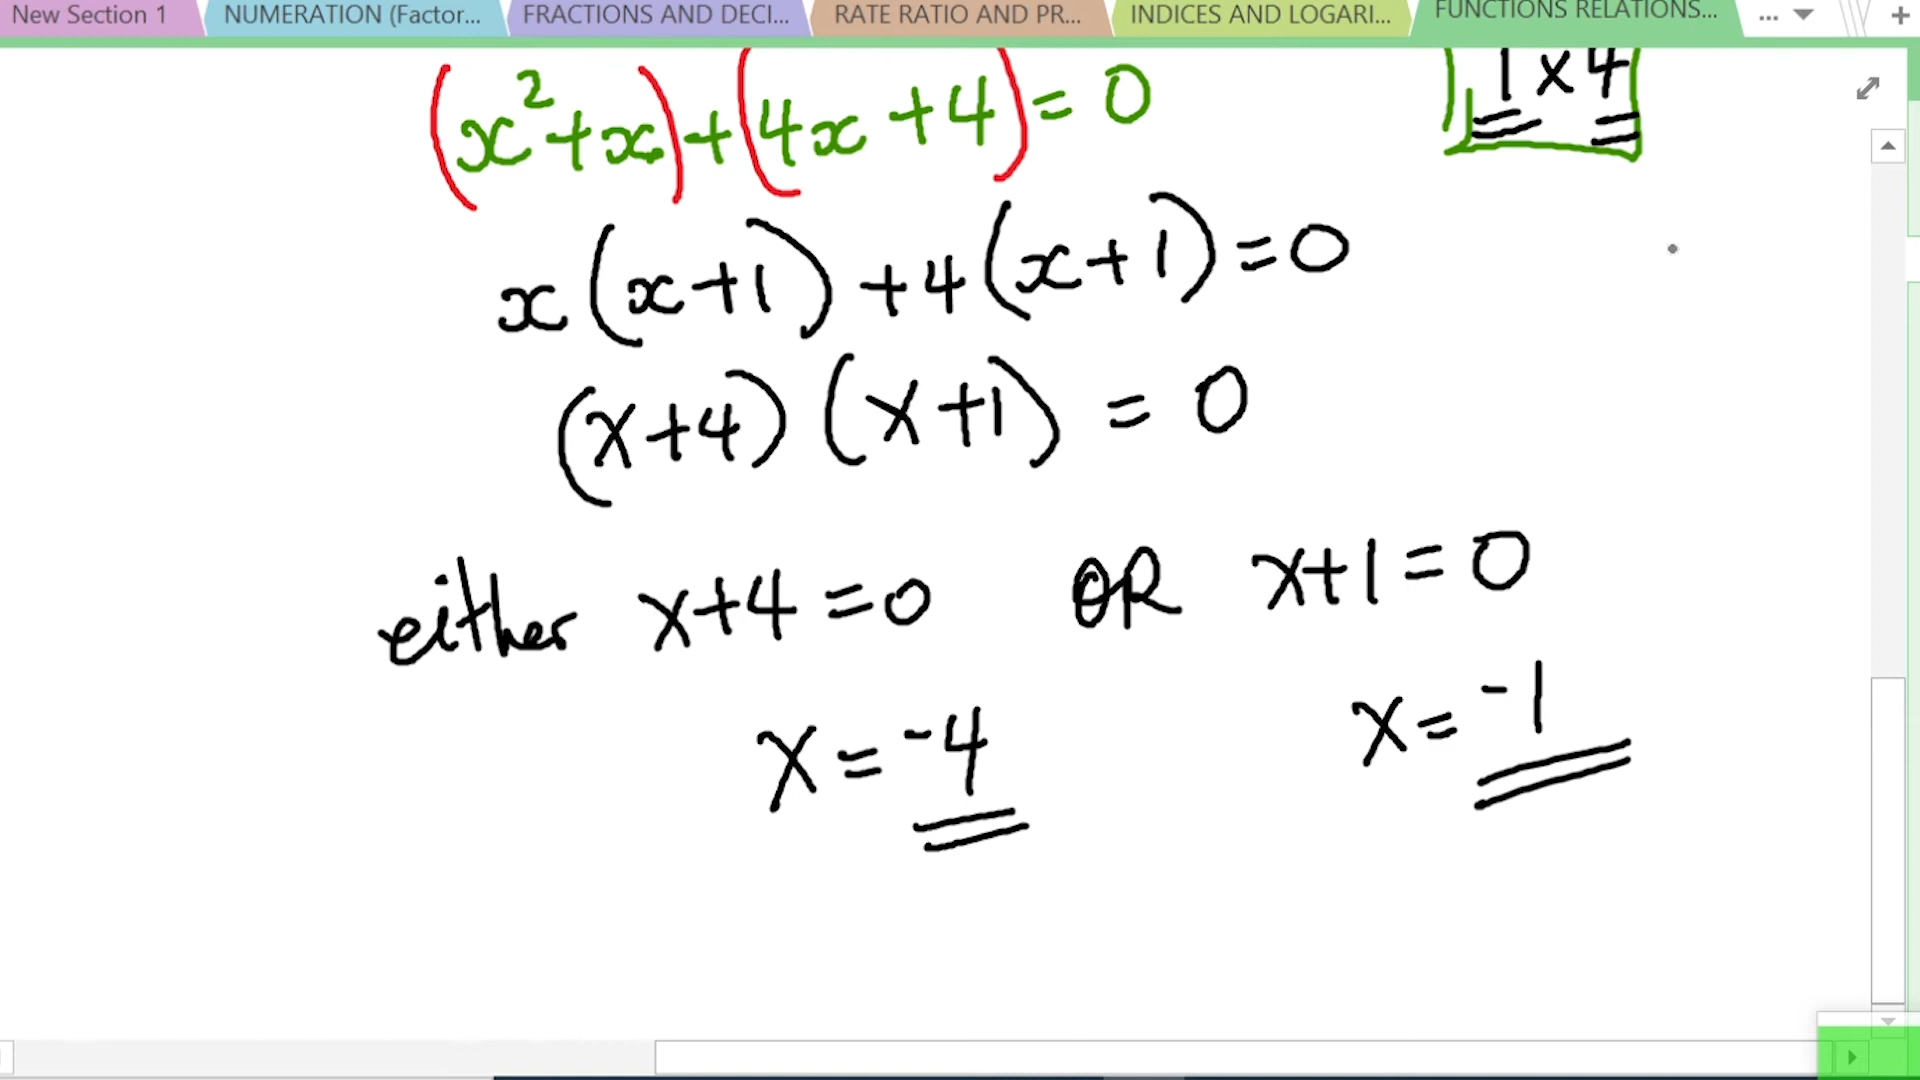 New Section 1 NUMERATION (Factor... FRACTIONS AND DECI... RATE RATIO AND PR... INDICES AND LOGARI... FUNCTIONS RELATIONS... ...
1 x 4
(x² + x) + (4x + 4) = 0
x(x+1) + 4(x+1) = 0
(x+4)(x+1) = 0
either x+4=0 OR x+1=0
x = -4 x = -1